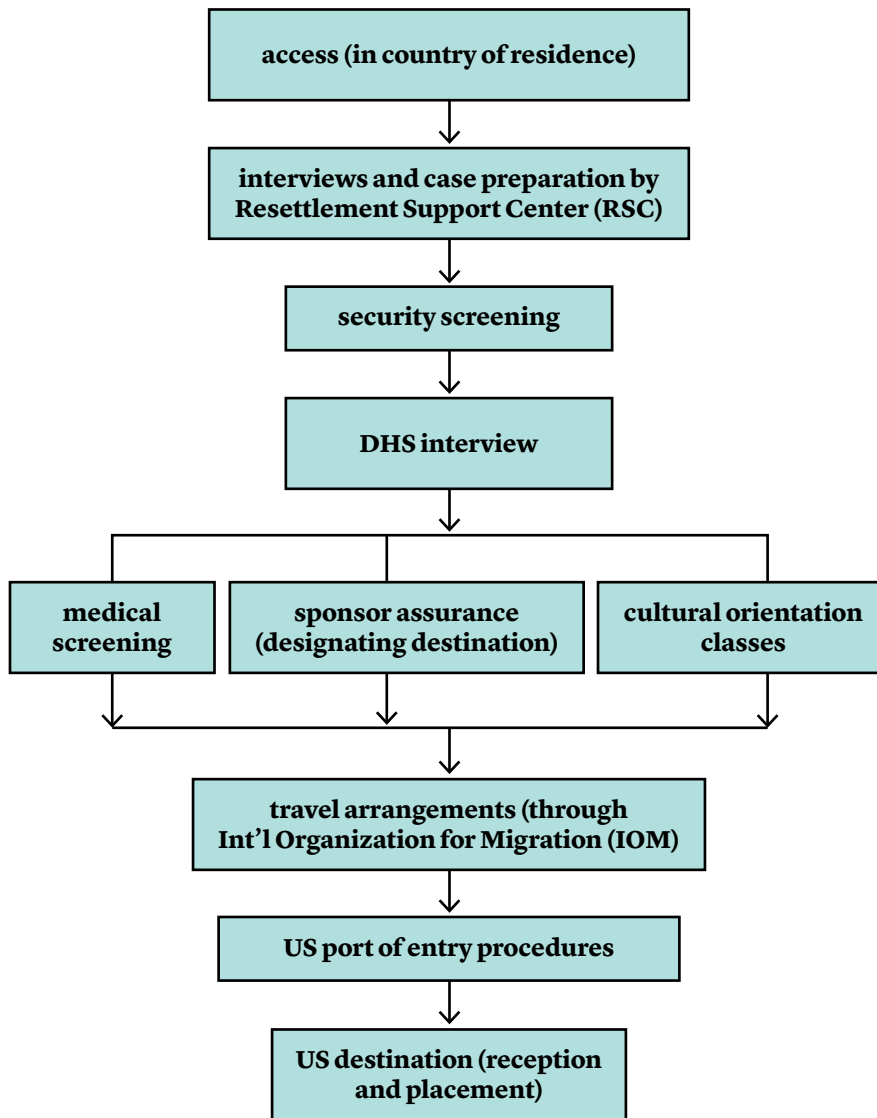 access (in country of residence)
interviews and case preparation by
Resettlement Support Center (RSC)
security screening
DHS interview
medical
screening
sponsor assurance
(designating destination)
cultural orientation
classes
travel arrangements (through
Int’l Organization for Migration (IOM)
US port of entry procedures
US destination (reception
and placement)